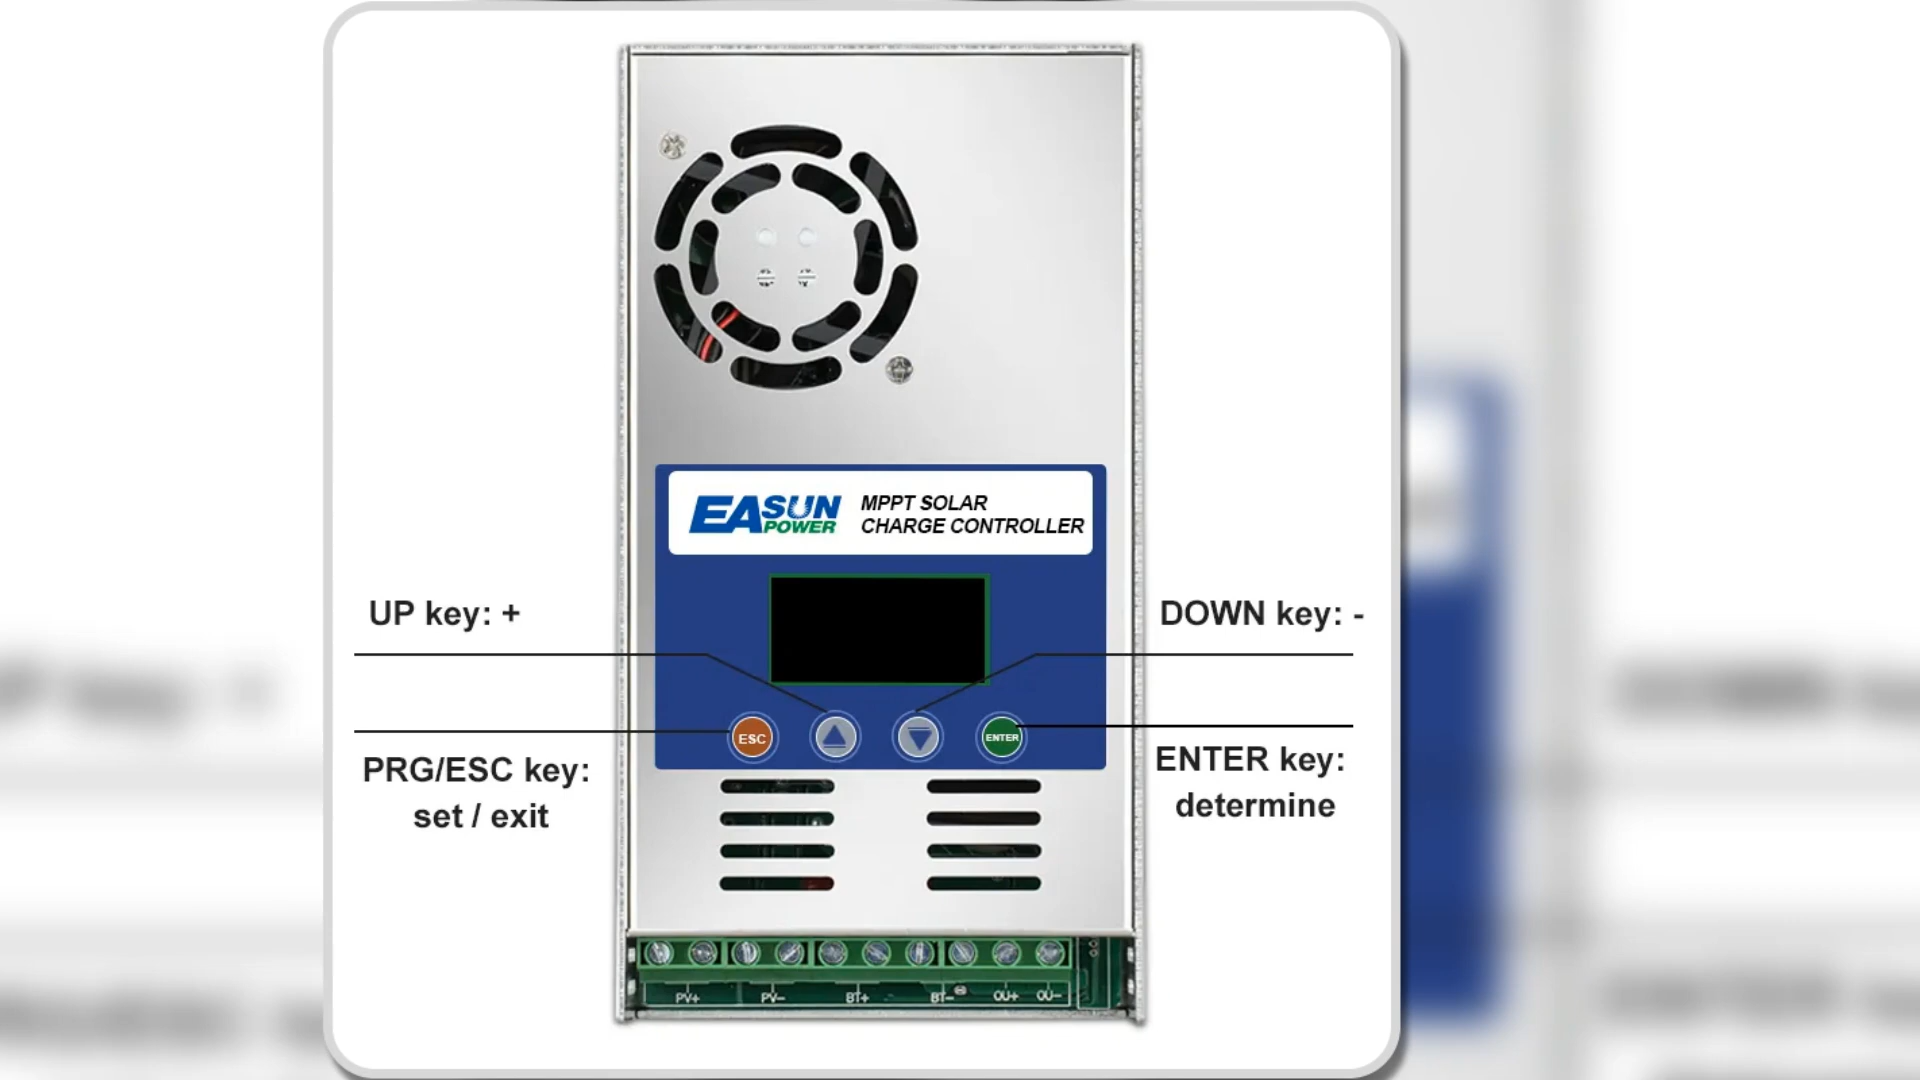 EASUN POWER
MPPT SOLAR
CHARGE CONTROLLER
UP key: +
DOWN key: -
ESC
ENTER
PRG/ESC key:
set / exit
ENTER key:
determine
PV+ PV- BT+ BT- OU+ OU-